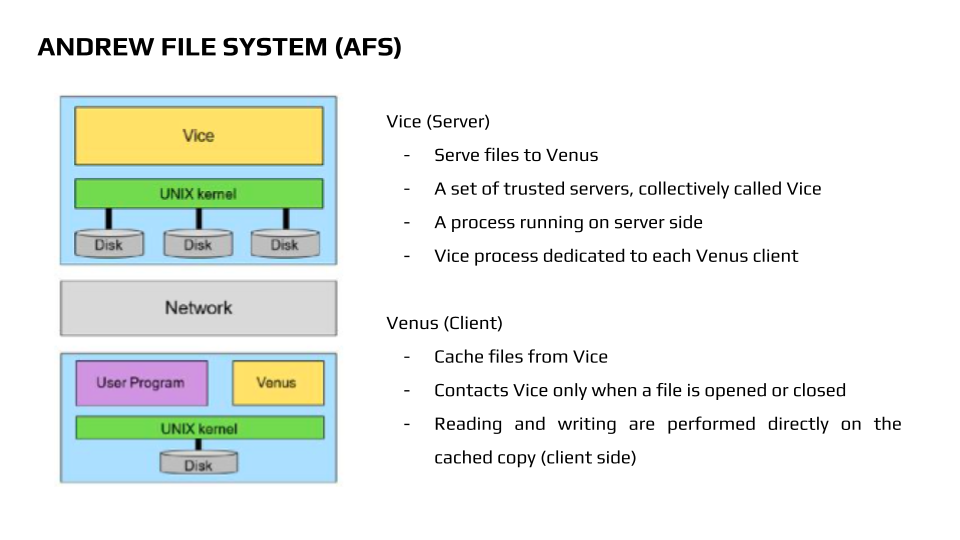 ANDREW FILE SYSTEM (AFS)
Vice
UNIX kernel
Disk
Disk
Disk
Network
User Program
Venus
UNIX kernel
Disk
Vice (Server)
- Serve files to Venus
- A set of trusted servers, collectively called Vice
- A process running on server side
- Vice process dedicated to each Venus client
Venus (Client)
- Cache files from Vice
- Contacts Vice only when a file is opened or closed
- Reading and writing are performed directly on the
cached copy (client side)